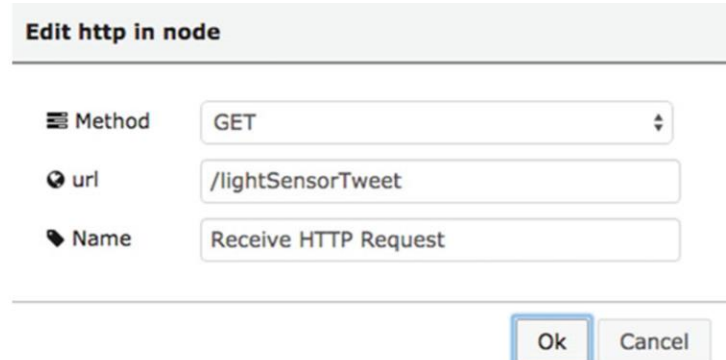 Edit http in node
Method GET
url /lightSensorTweet
Name Receive HTTP Request
Ok Cancel